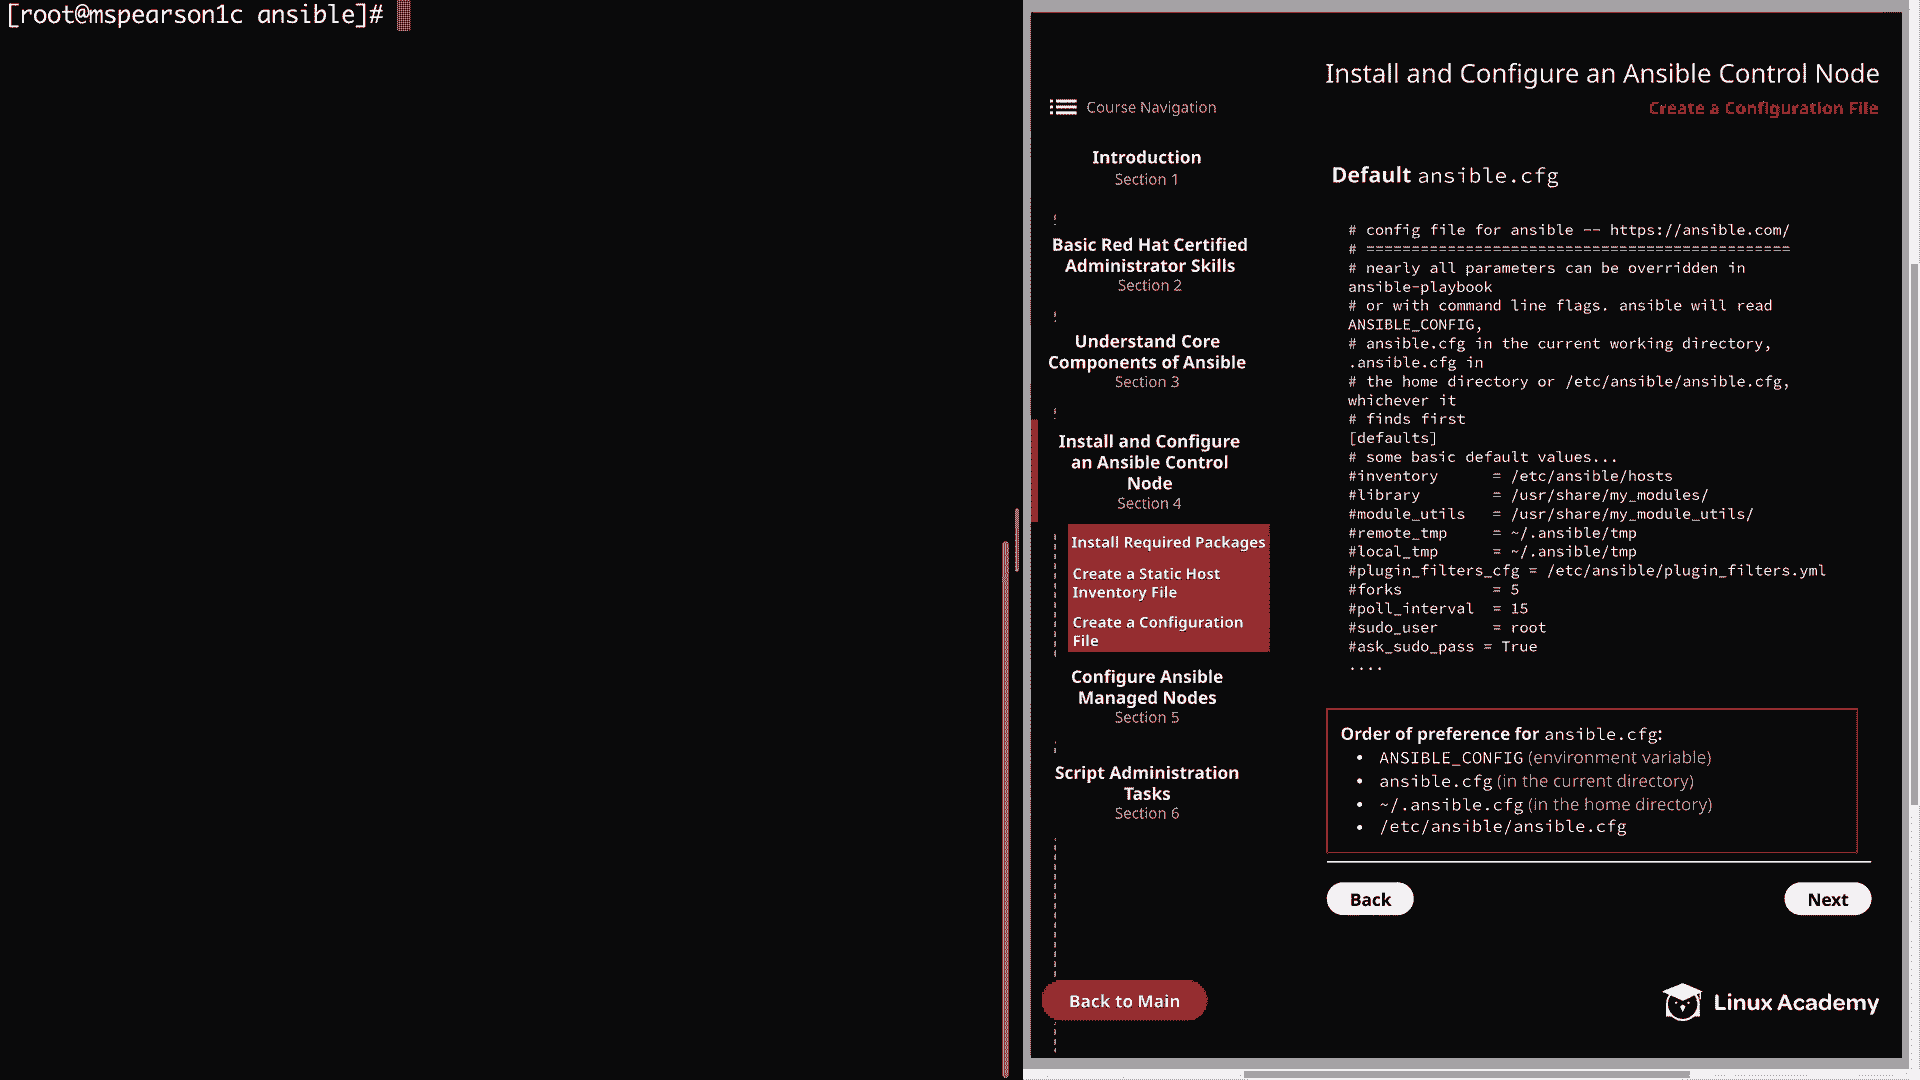 [root@mspearson1c ansible]#
Install and Configure an Ansible Control Node
Create a Configuration File
Course Navigation
Introduction
Section 1
Basic Red Hat Certified
Administrator Skills
Section 2
Understand Core
Components of Ansible
Section 3
Install and Configure
an Ansible Control
Node
Section 4
Install Required Packages
Create a Static Host
Inventory File
Create a Configuration
File
Configure Ansible
Managed Nodes
Section 5
Script Administration
Tasks
Section 6
Back to Main
Default ansible.cfg
# config file for ansible -- https://ansible.com/
# ===============================================
# nearly all parameters can be overridden in
ansible-playbook
# or with command line flags. ansible will read
ANSIBLE_CONFIG,
# ansible.cfg in the current working directory,
.ansible.cfg in
# the home directory or /etc/ansible/ansible.cfg,
whichever it
# finds first
[defaults]
# some basic default values...
#inventory      = /etc/ansible/hosts
#library        = /usr/share/my_modules/
#module_utils   = /usr/share/my_module_utils/
#remote_tmp     = ~/.ansible/tmp
#local_tmp      = ~/.ansible/tmp
#plugin_filters_cfg = /etc/ansible/plugin_filters.yml
#forks          = 5
#poll_interval  = 15
#sudo_user      = root
#ask_sudo_pass = True
....
Order of preference for ansible.cfg:
• ANSIBLE_CONFIG (environment variable)
• ansible.cfg (in the current directory)
• ~/.ansible.cfg (in the home directory)
• /etc/ansible/ansible.cfg
Back
Next
Linux Academy